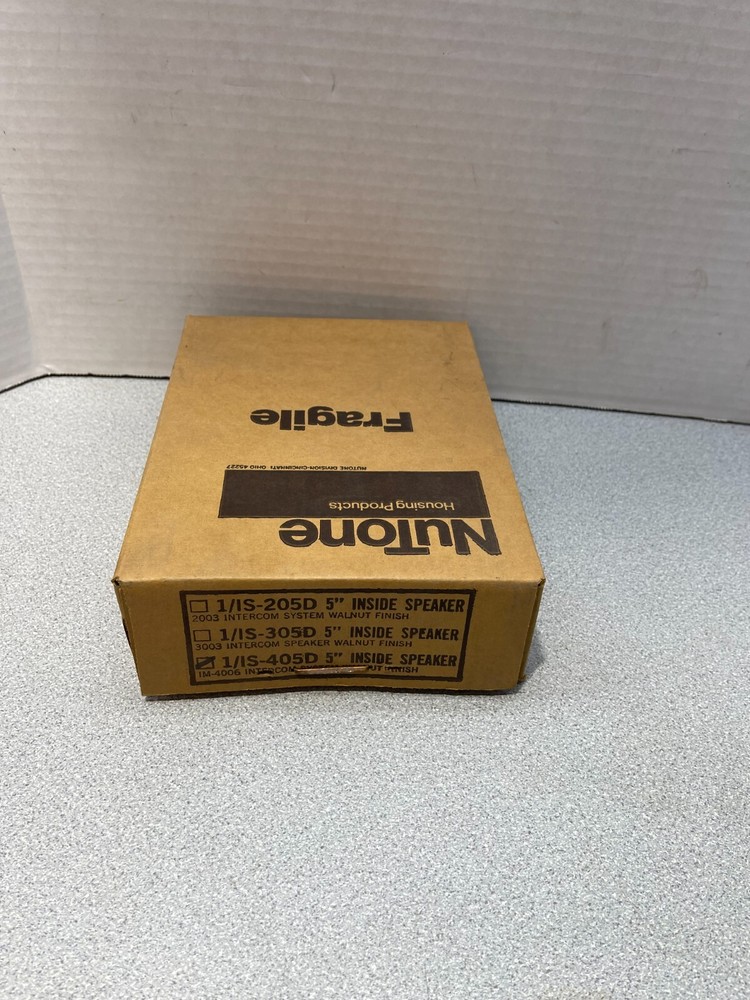 Fragile
NUTONE DIVISION-CINCINNATI OHIO 45227
Housing Products
NuTone
1/IS-205D 5" INSIDE SPEAKER
2003 INTERCOM SYSTEM WALNUT FINISH
1/IS-305D 5" INSIDE SPEAKER
3003 INTERCOM SPEAKER WALNUT FINISH
1/IS-405D 5" INSIDE SPEAKER
IM-4006 INTERCOM WALNUT FINISH